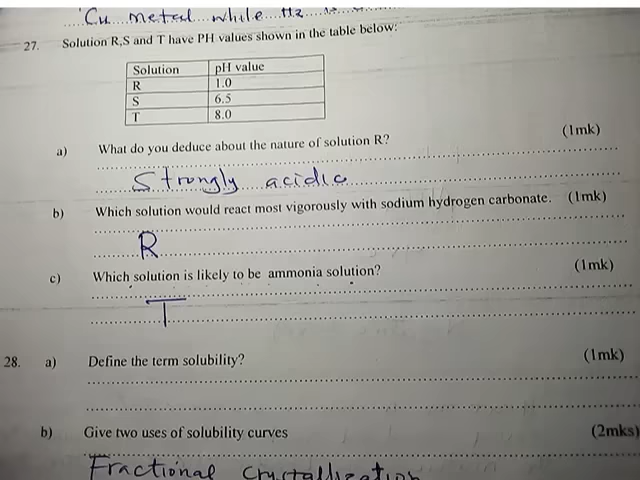 Cu metal while H2
27. Solution R,S and T have PH values shown in the table below:
Solution pH value
R 1.0
S 6.5
T 8.0
a) What do you deduce about the nature of solution R? (1mk)
Strongly acidic
b) Which solution would react most vigorously with sodium hydrogen carbonate. (1mk)
R
c) Which solution is likely to be ammonia solution? (1mk)
T
28. a) Define the term solubility? (1mk)
b) Give two uses of solubility curves (2mks)
Fractional crystallization